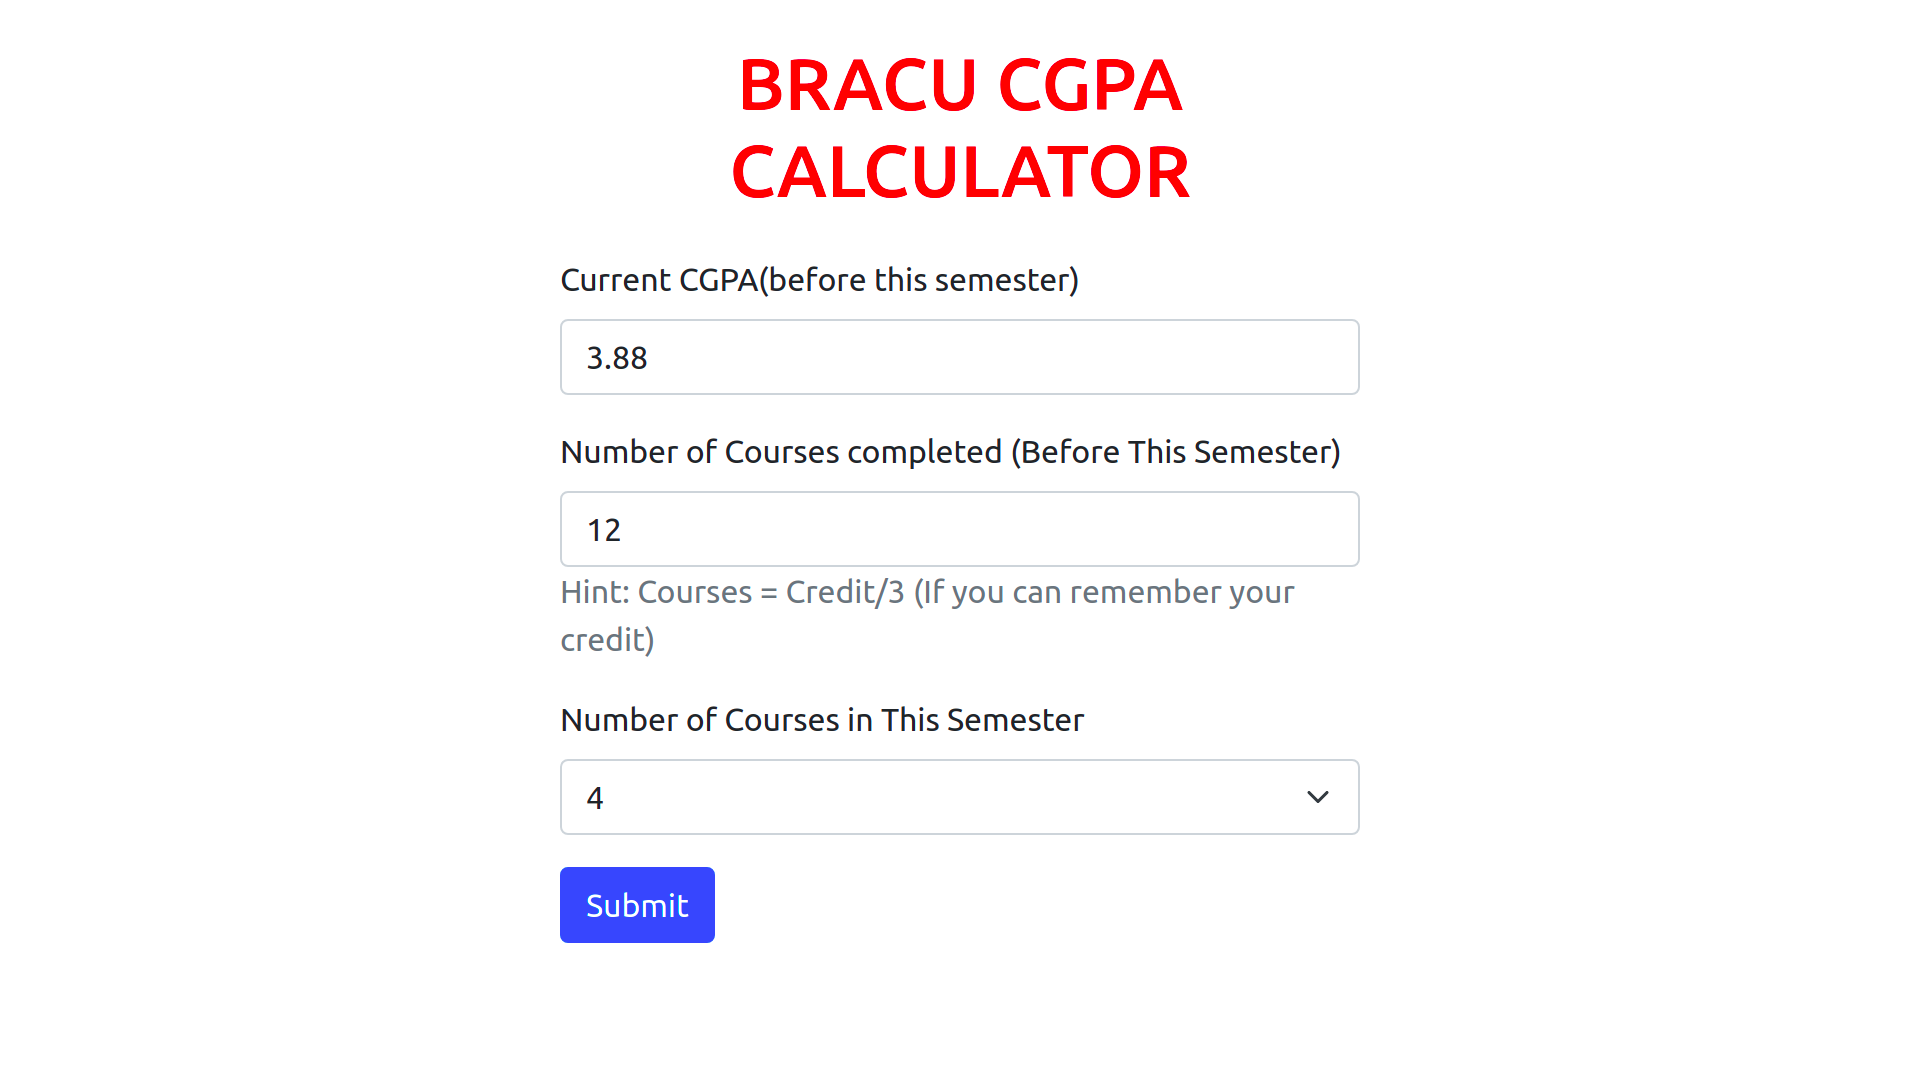 BRACU CGPA
CALCULATOR
Current CGPA(before this semester)
3.88
Number of Courses completed (Before This Semester)
12
Hint: Courses = Credit/3 (If you can remember your
credit)
Number of Courses in This Semester
4
Submit